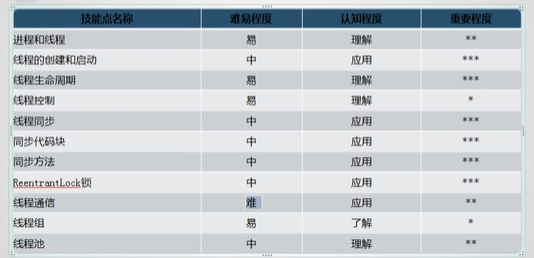 技能点名称 难易程度 认知程度 重要程度
进程和线程 易 理解 **
线程的创建和启动 中 应用 ***
线程生命周期 易 理解 ***
线程控制 易 理解 *
线程同步 中 应用 ***
同步代码块 中 应用 ***
同步方法 中 应用 ***
ReentrantLock锁 中 应用 ***
线程通信 难 应用 **
线程组 易 了解 *
线程池 中 理解 **